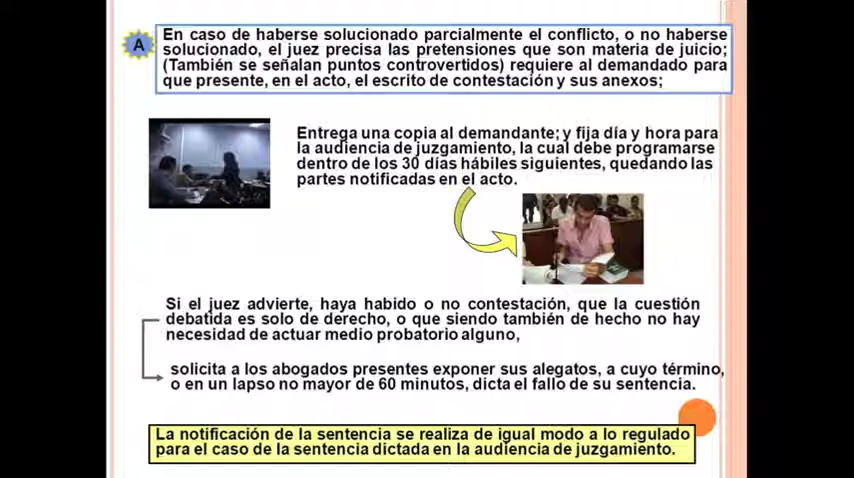 A
En caso de haberse solucionado parcialmente el conflicto, o no haberse
solucionado, el juez precisa las pretensiones que son materia de juicio;
(También se señalan puntos controvertidos) requiere al demandado para
que presente, en el acto, el escrito de contestación y sus anexos;
Entrega una copia al demandante; y fija día y hora para
la audiencia de juzgamiento, la cual debe programarse
dentro de los 30 días hábiles siguientes, quedando las
partes notificadas en el acto.
Si el juez advierte, haya habido o no contestación, que la cuestión
debatida es solo de derecho, o que siendo también de hecho no hay
necesidad de actuar medio probatorio alguno,
solicita a los abogados presentes exponer sus alegatos, a cuyo término,
o en un lapso no mayor de 60 minutos, dicta el fallo de su sentencia.
La notificación de la sentencia se realiza de igual modo a lo regulado
para el caso de la sentencia dictada en la audiencia de juzgamiento.